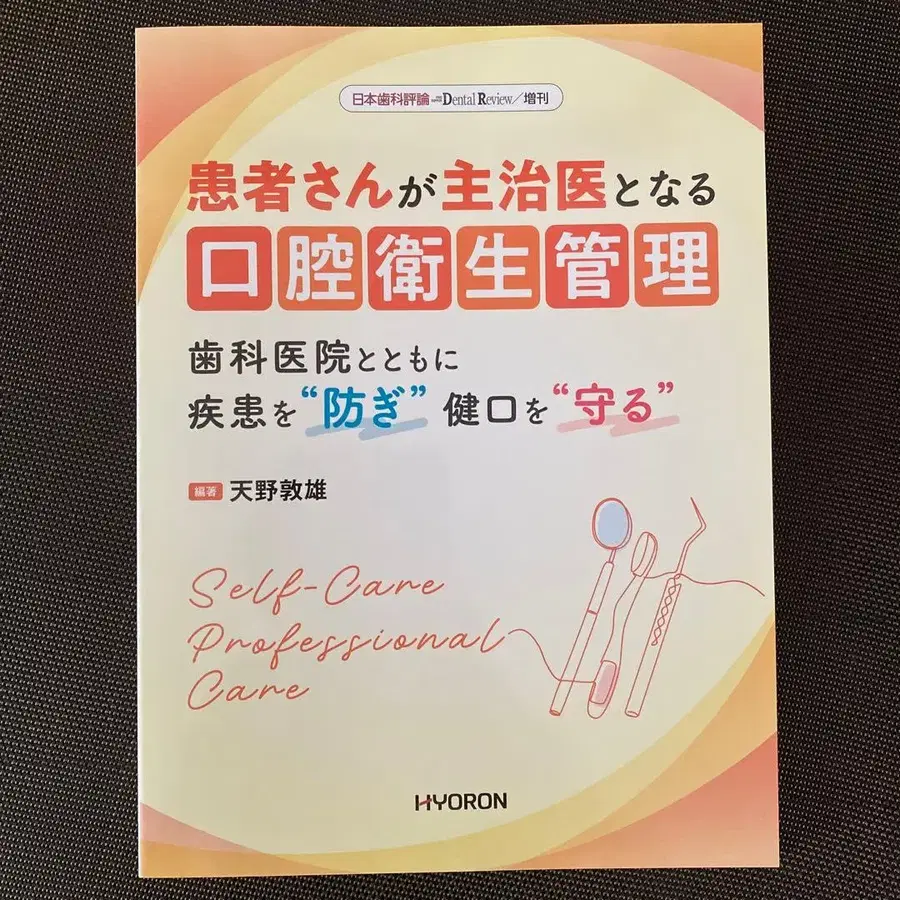 日本歯科評論 Dental Review/増刊
患者さんが主治医となる
口腔衛生管理
歯科医院とともに
疾患を“防ぎ” 健口を“守る”
編著 天野敦雄
Self-Care
Professional
Care
HYORON